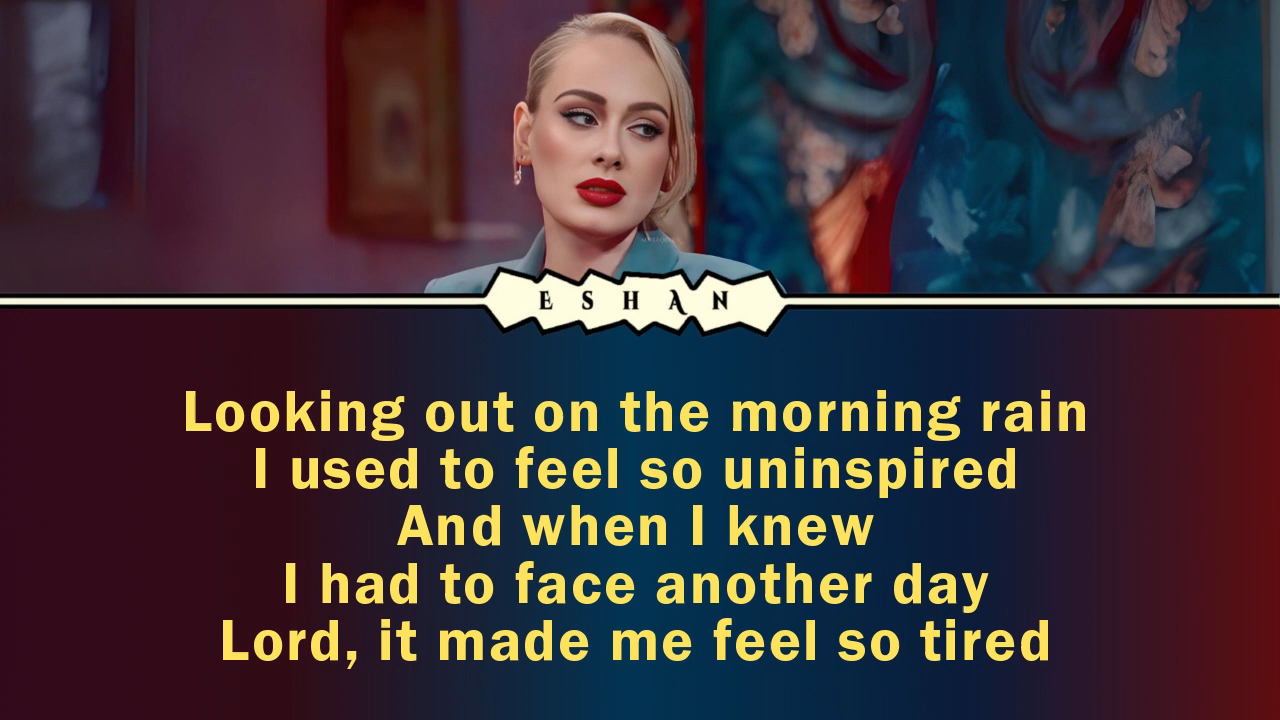 ESHAN
Looking out on the morning rain
I used to feel so uninspired
And when I knew
I had to face another day
Lord, it made me feel so tired